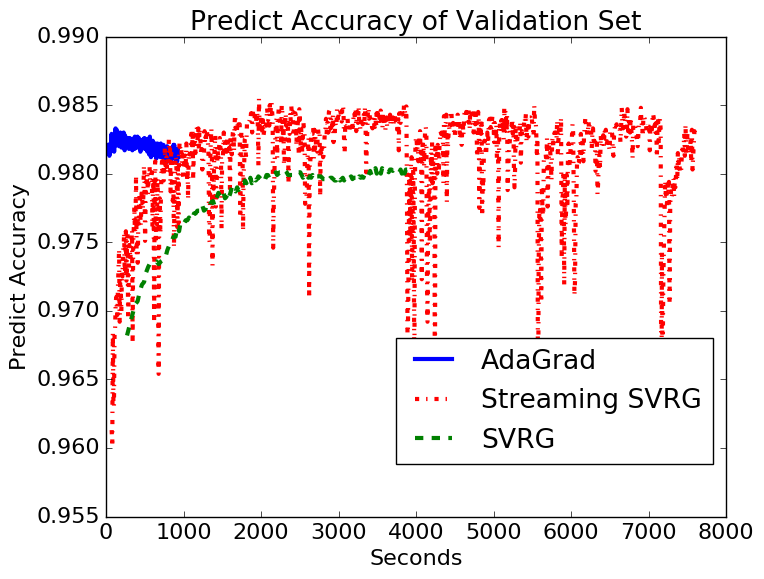 Predict Accuracy of Validation Set
0.990
0.985
0.980
0.975
0.970
0.965
0.960
0.955
Predict Accuracy
AdaGrad
Streaming SVRG
SVRG
0 1000 2000 3000 4000 5000 6000 7000 8000
Seconds